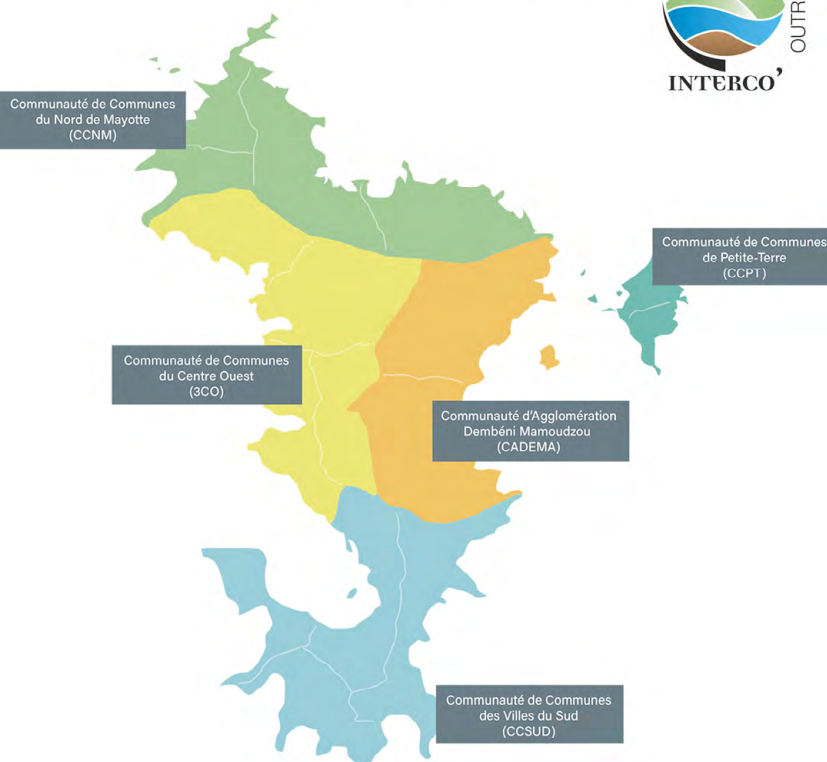 OUTR
INTERCO’
Communauté de Communes
du Nord de Mayotte
(CCNM)
Communauté de Communes
de Petite-Terre
(CCPT)
Communauté de Communes
du Centre Ouest
(3CO)
Communauté d’Agglomération
Dembéni Mamoudzou
(CADEMA)
Communauté de Communes
des Villes du Sud
(CCSUD)